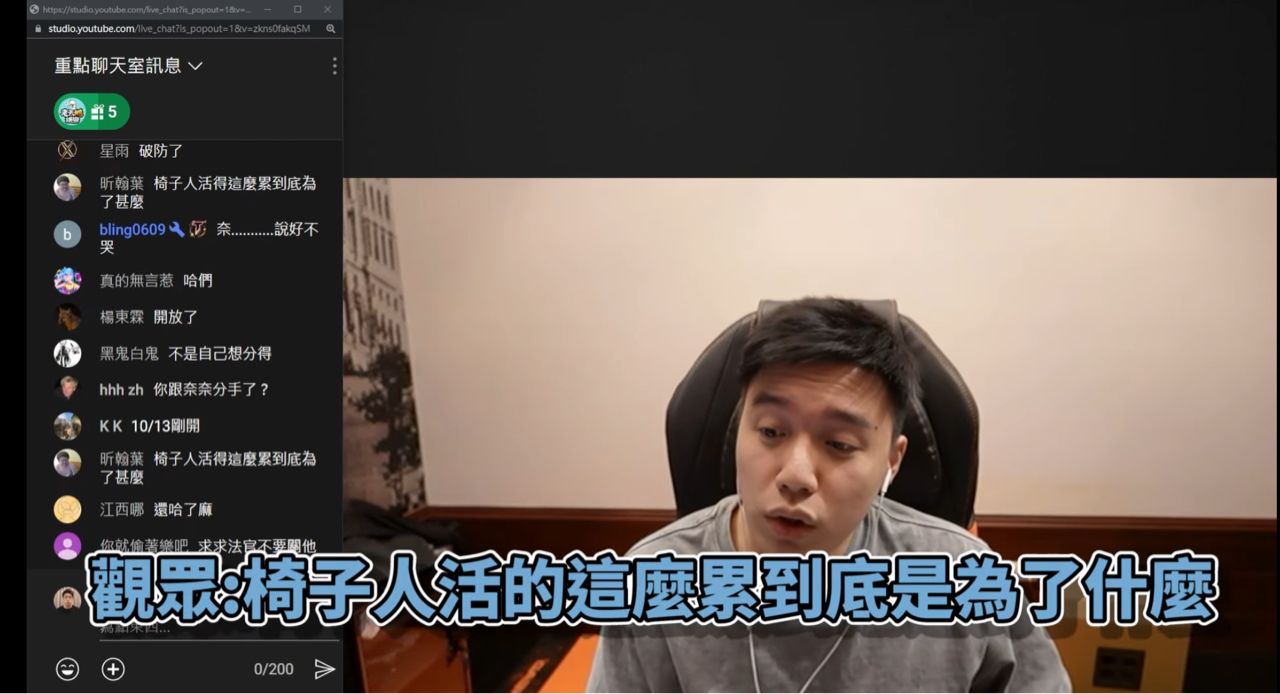 https://studio.youtube.com/live_chat?is_popout=1&v=...
studio.youtube.com/live_chat?is_popout=1&v=zkns0fakqSM
重點聊天室訊息
5
星雨 破防了
昕翰葉 椅子人活得這麼累到底為
了甚麼
bling0609 奈...........說好不
哭
真的無言惹 哈們
楊東霖 開放了
黑鬼白鬼 不是自己想分得
hhh zh 你跟奈奈分手了？
K K 10/13剛開
昕翰葉 椅子人活得這麼累到底為
了甚麼
江西哪 還哈了麻
你就偷著樂吧 求求法官不要關他
觀眾:椅子人活的這麼累到底是為了什麼
寫點東西...
0/200